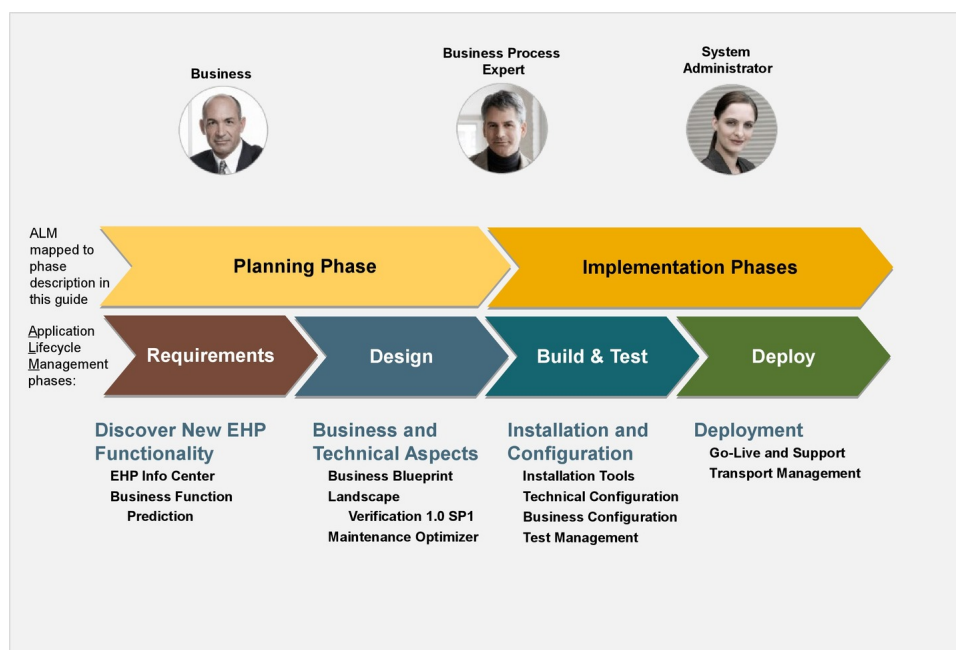 Business
Business Process
Expert
System
Administrator
ALM
mapped to
phase
description in
this guide
Planning Phase
Implementation Phases
Application
Lifecycle
Management
phases:
Requirements
Design
Build & Test
Deploy
Discover New EHP
Functionality
EHP Info Center
Business Function
Prediction
Business and
Technical Aspects
Business Blueprint
Landscape
Verification 1.0 SP1
Maintenance Optimizer
Installation and
Configuration
Installation Tools
Technical Configuration
Business Configuration
Test Management
Deployment
Go-Live and Support
Transport Management